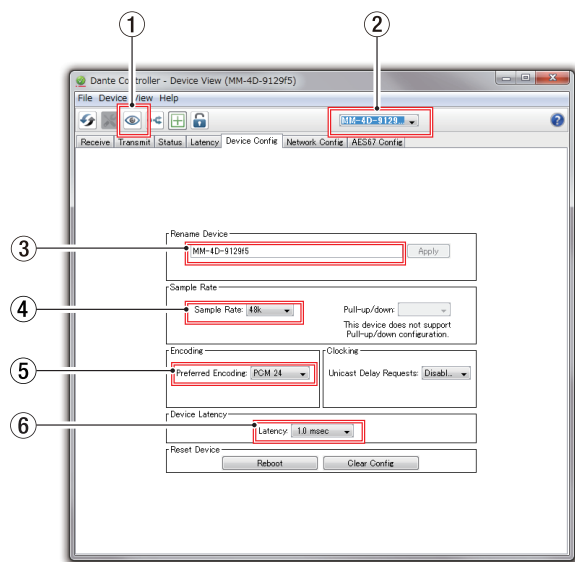 ① ②
Dante Controller - Device View (MM-4D-9129f5)
File Device View Help
MM-4D-9129...
Receive Transmit Status Latency Device Config Network Config AES67 Config
Rename Device
③ MM-4D-9129f5 Apply
Sample Rate
④ Sample Rate: 48k Pull-up/down:
This device does not support
Pull-up/down configuration.
Encoding Clocking
⑤ Preferred Encoding: PCM 24 Unicast Delay Requests: Disabl...
Device Latency
⑥ Latency: 1.0 msec
Reset Device
Reboot Clear Config